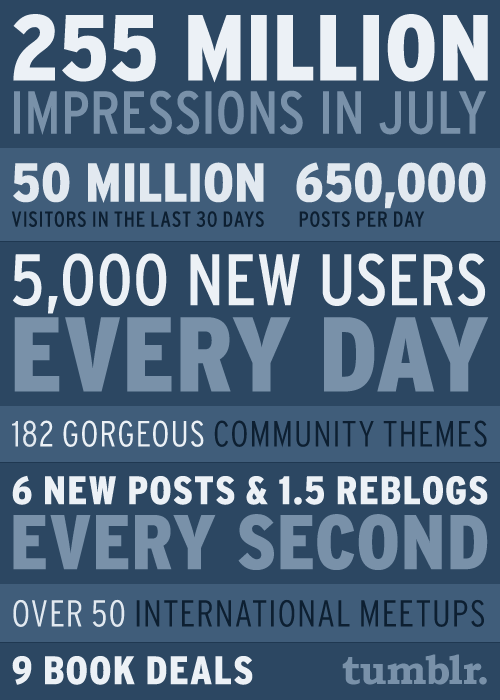 255 MILLION
IMPRESSIONS IN JULY
50 MILLION 650,000
VISITORS IN THE LAST 30 DAYS POSTS PER DAY
5,000 NEW USERS
EVERY DAY
182 GORGEOUS COMMUNITY THEMES
6 NEW POSTS & 1.5 REBLOGS
EVERY SECOND
OVER 50 INTERNATIONAL MEETUPS
9 BOOK DEALS tumblr.